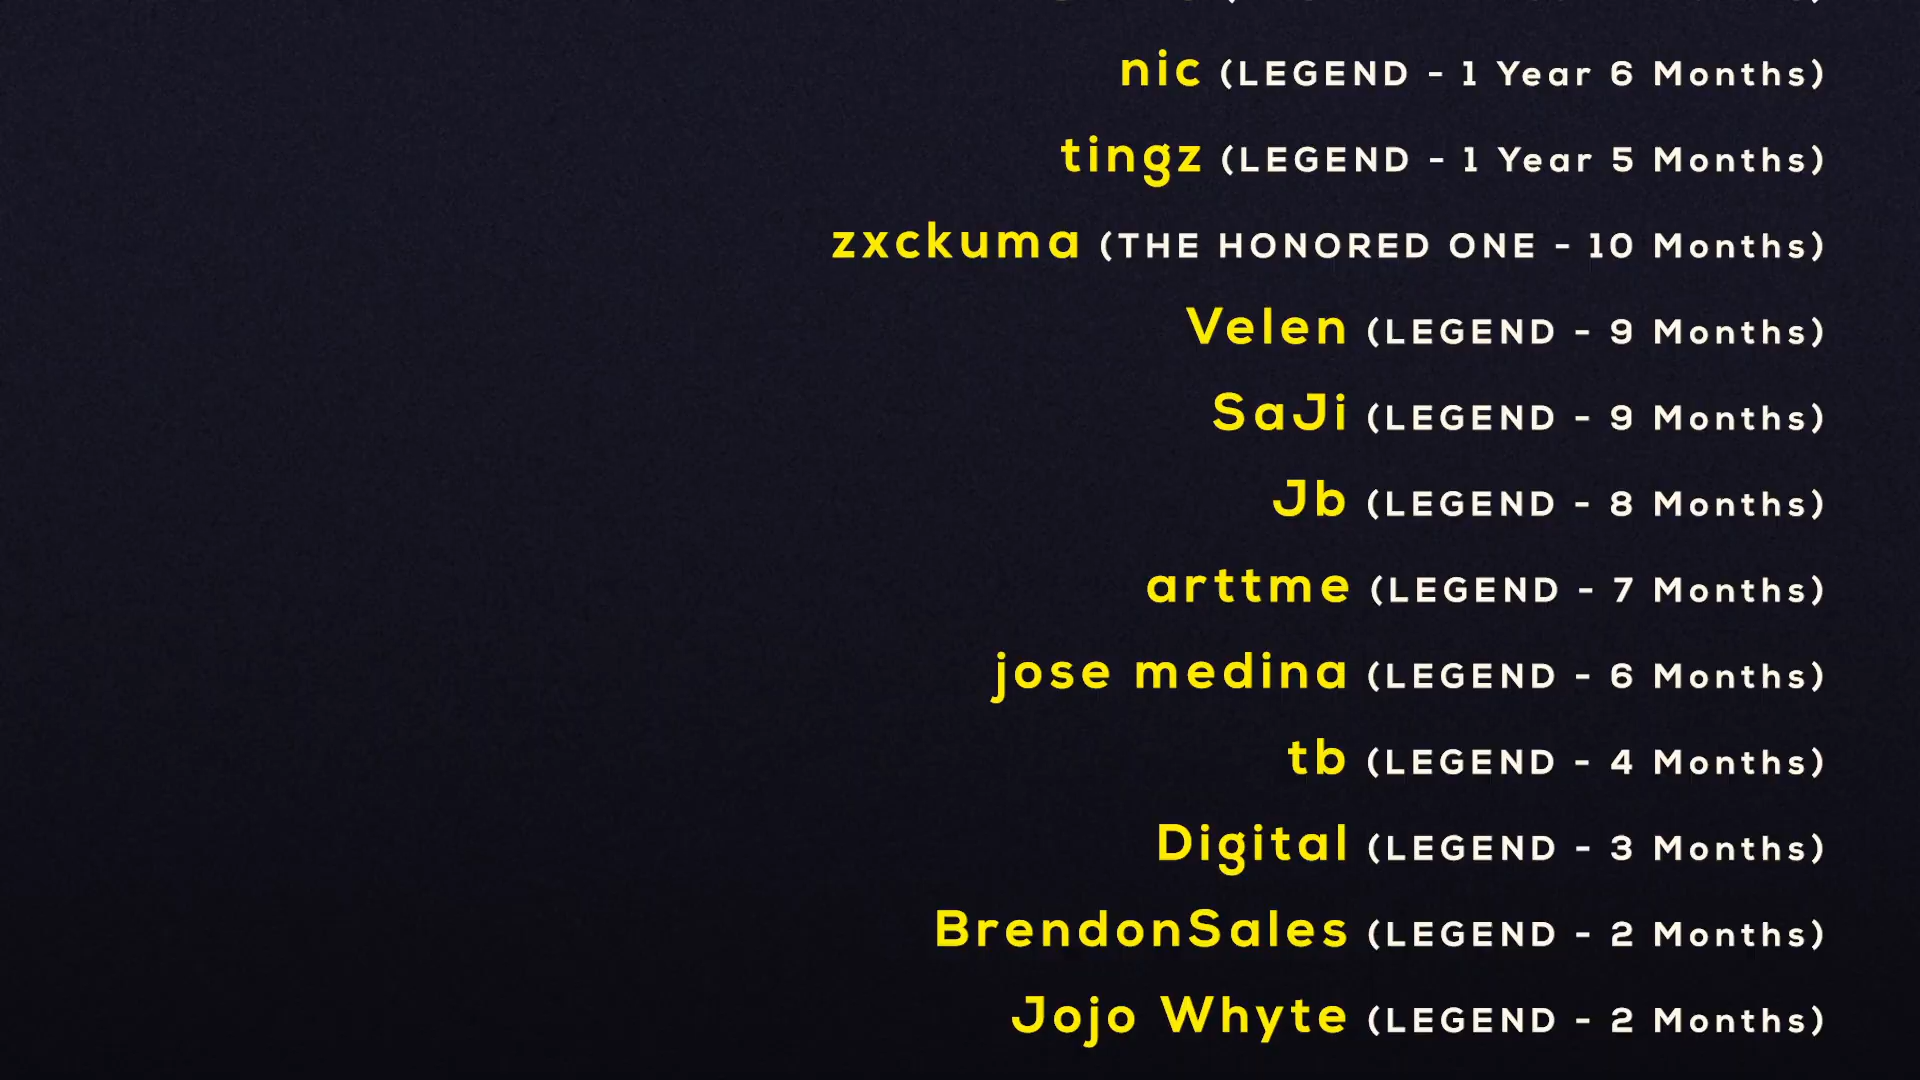 nic (LEGEND - 1 Year 6 Months)
tingz (LEGEND - 1 Year 5 Months)
zxckuma (THE HONORED ONE - 10 Months)
Velen (LEGEND - 9 Months)
SaJi (LEGEND - 9 Months)
Jb (LEGEND - 8 Months)
arttme (LEGEND - 7 Months)
jose medina (LEGEND - 6 Months)
tb (LEGEND - 4 Months)
Digital (LEGEND - 3 Months)
BrendonSales (LEGEND - 2 Months)
Jojo Whyte (LEGEND - 2 Months)